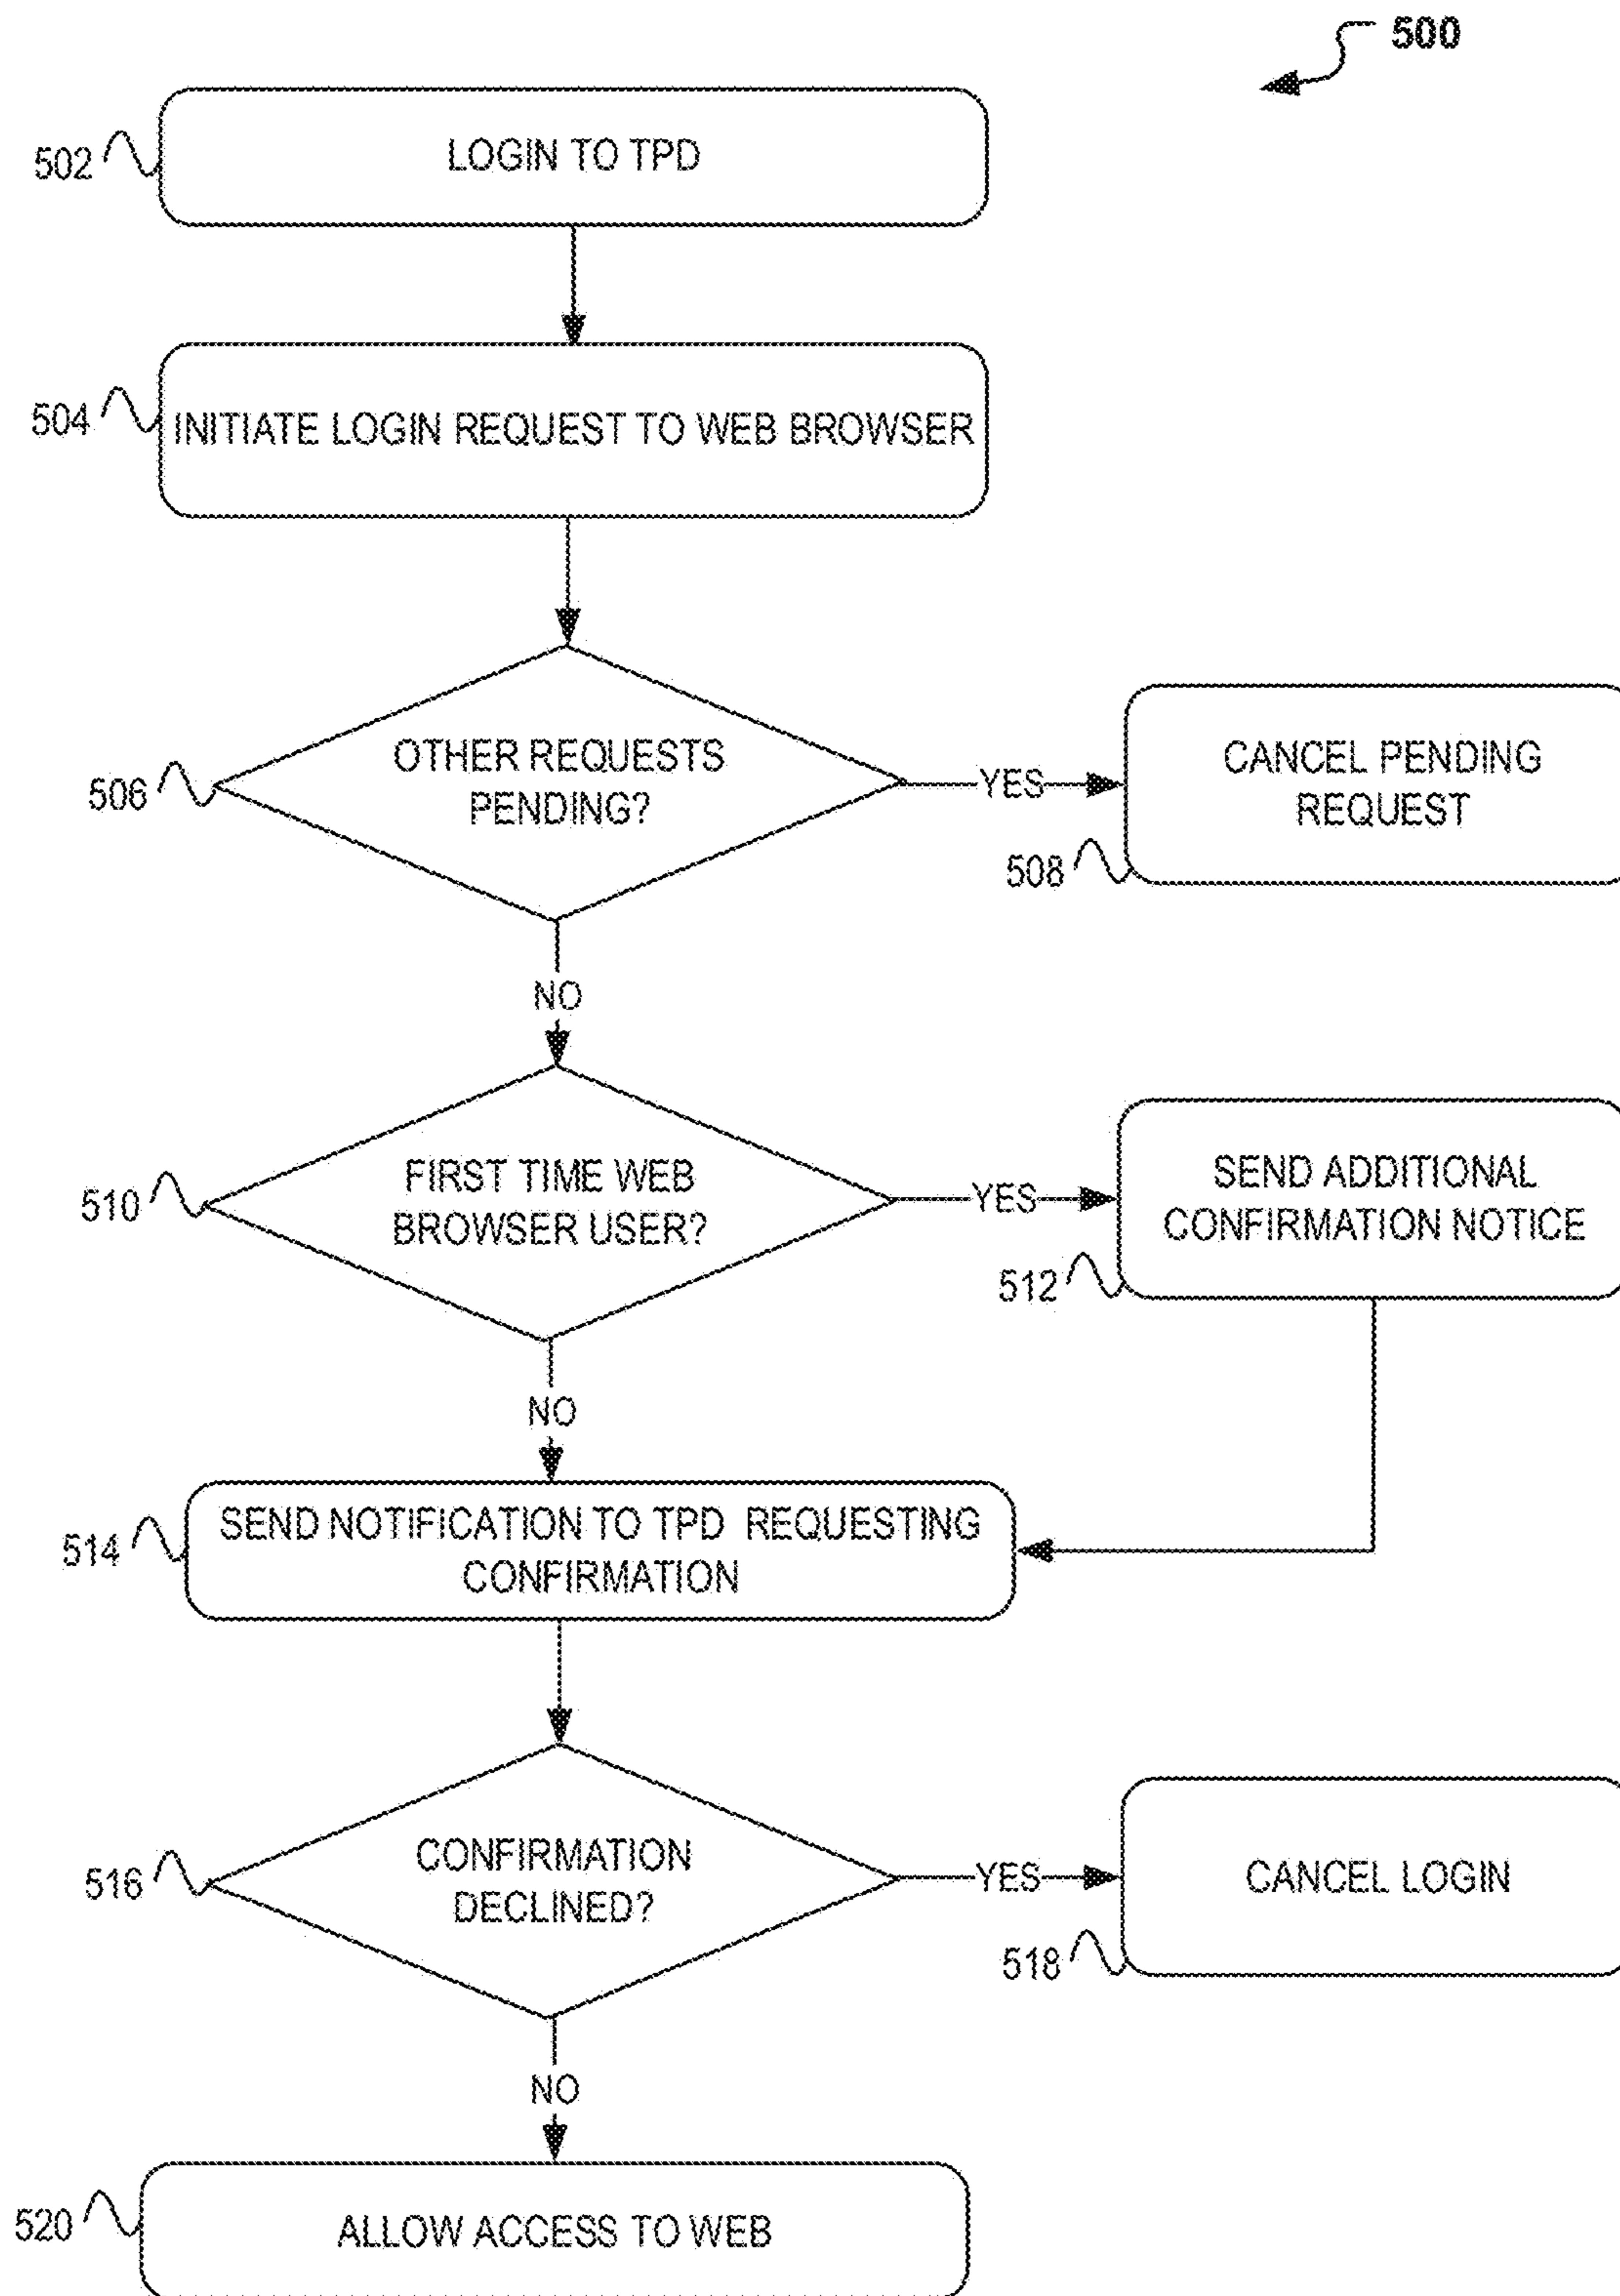 500
502
LOGIN TO TPD
504
INITIATE LOGIN REQUEST TO WEB BROWSER
506
OTHER REQUESTS
PENDING?
YES
CANCEL PENDING
REQUEST
508
NO
510
FIRST TIME WEB
BROWSER USER?
YES
SEND ADDITIONAL
CONFIRMATION NOTICE
512
NO
514
SEND NOTIFICATION TO TPD REQUESTING
CONFIRMATION
516
CONFIRMATION
DECLINED?
YES
CANCEL LOGIN
518
NO
520
ALLOW ACCESS TO WEB